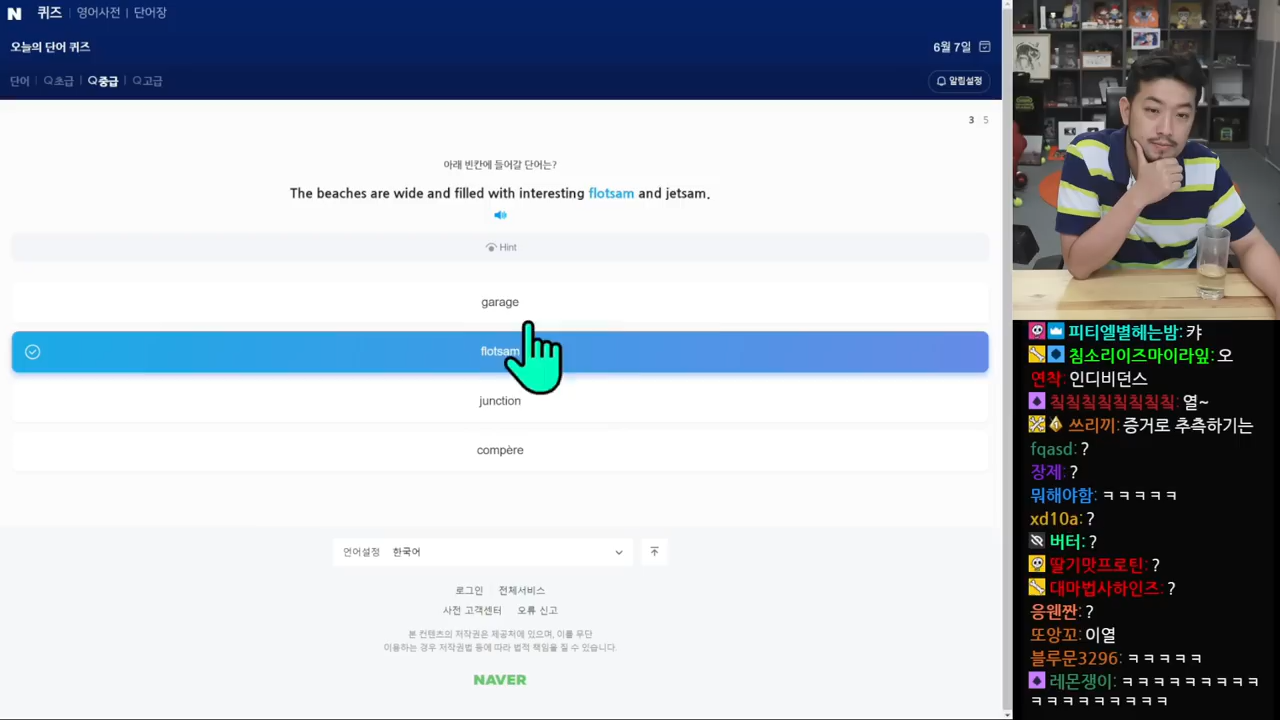 N 퀴즈 | 영어사전 | 단어장
오늘의 단어 퀴즈
6월 7일
단어 초급 중급 고급
알림설정
3 5
아래 빈칸에 들어갈 단어는?
The beaches are wide and filled with interesting flotsam and jetsam.
Hint
garage
flotsam
junction
compère
언어설정 한국어
로그인 전체서비스
사전 고객센터 오류 신고
본 컨텐츠의 저작권은 제공처에 있으며, 이를 무단
이용하는 경우 저작권법 등에 따라 법적 책임을 질 수 있습니다.
NAVER
피티엘별헤는밤: 캬
침소리이즈마이라잎: 오
연착: 인디비던스
칰칰칰칰칰칰칰칰: 열~
쓰리끼: 증거로 추측하기는
fqasd: ?
장제: ?
뭐해야함: ㅋㅋㅋㅋㅋ
xd10a: ?
버터: ?
딸기맛프로틴: ?
대마법사하인즈: ?
응웬짠: ?
또앙꼬: 이열
블루문3296: ㅋㅋㅋㅋㅋ
레몬쟁이: ㅋㅋㅋㅋㅋㅋㅋㅋㅋ
ㅋㅋㅋㅋㅋㅋㅋㅋㅋ